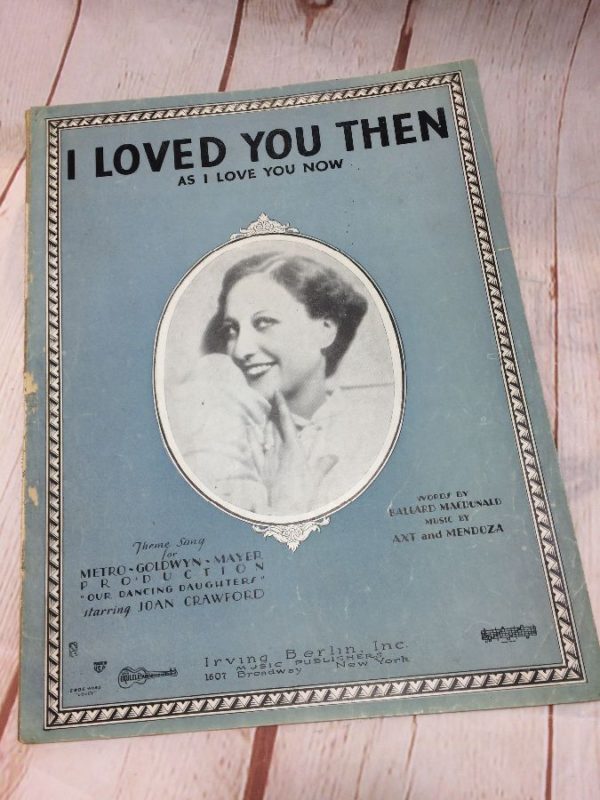 I LOVED YOU THEN
AS I LOVE YOU NOW
WORDS BY
BALLARD MACDONALD
MUSIC BY
AXT and MENDOZA
Theme Song
for
METRO-GOLDWYN-MAYER
PRODUCTION
"OUR DANCING DAUGHTERS"
starring JOAN CRAWFORD
UKULELE
Irving Berlin, Inc.
MUSIC PUBLISHERS
1607 Broadway New York